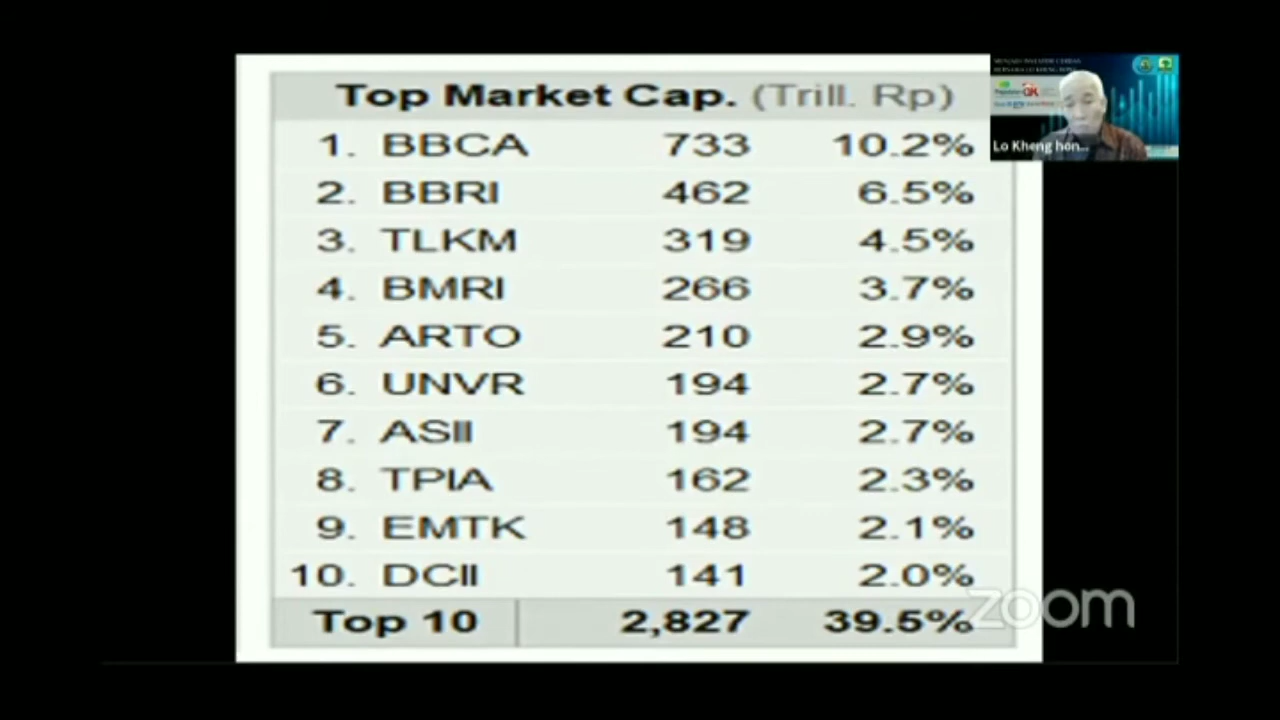 Top Market Cap. (Trill. Rp)
1. BBCA 733 10.2%
2. BBRI 462 6.5%
3. TLKM 319 4.5%
4. BMRI 266 3.7%
5. ARTO 210 2.9%
6. UNVR 194 2.7%
7. ASII 194 2.7%
8. TPIA 162 2.3%
9. EMTK 148 2.1%
10. DCII 141 2.0%
Top 10 2,827 39.5%
Lo Kheng hon...
zoom